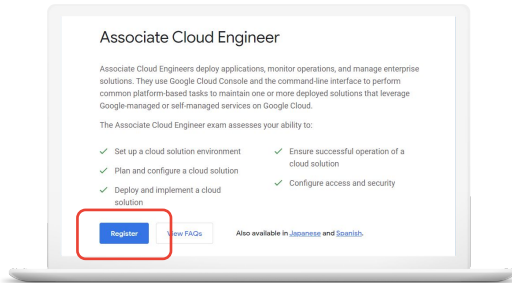 Associate Cloud Engineer
Associate Cloud Engineers deploy applications, monitor operations, and manage enterprise
solutions. They use Google Cloud Console and the command-line interface to perform
common platform-based tasks to maintain one or more deployed solutions that leverage
Google-managed or self-managed services on Google Cloud.
The Associate Cloud Engineer exam assesses your ability to:
Set up a cloud solution environment
Plan and configure a cloud solution
Deploy and implement a cloud
solution
Ensure successful operation of a
cloud solution
Configure access and security
Register
View FAQs
Also available in Japanese and Spanish.